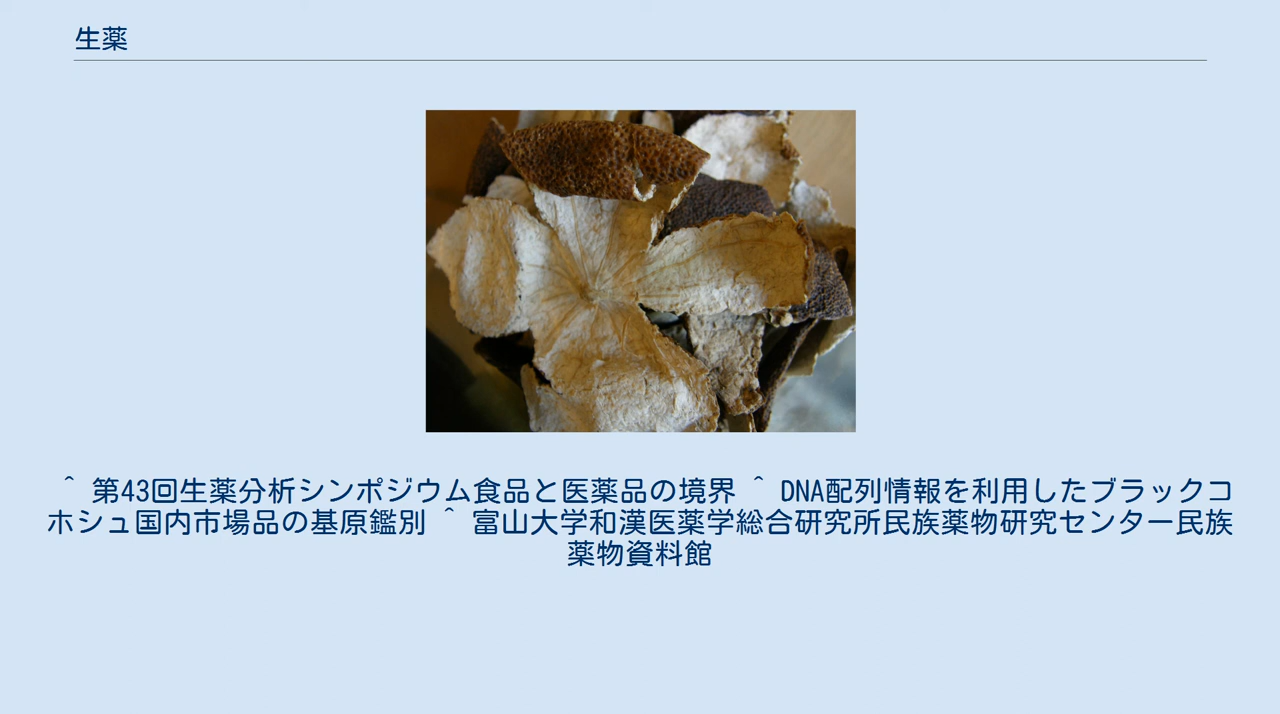 生薬
＾ 第43回生薬分析シンポジウム食品と医薬品の境界 ＾ DNA配列情報を利用したブラックコ
ホシュ国内市場品の基原鑑別 ＾ 富山大学和漢医薬学総合研究所民族薬物研究センター民族
薬物資料館